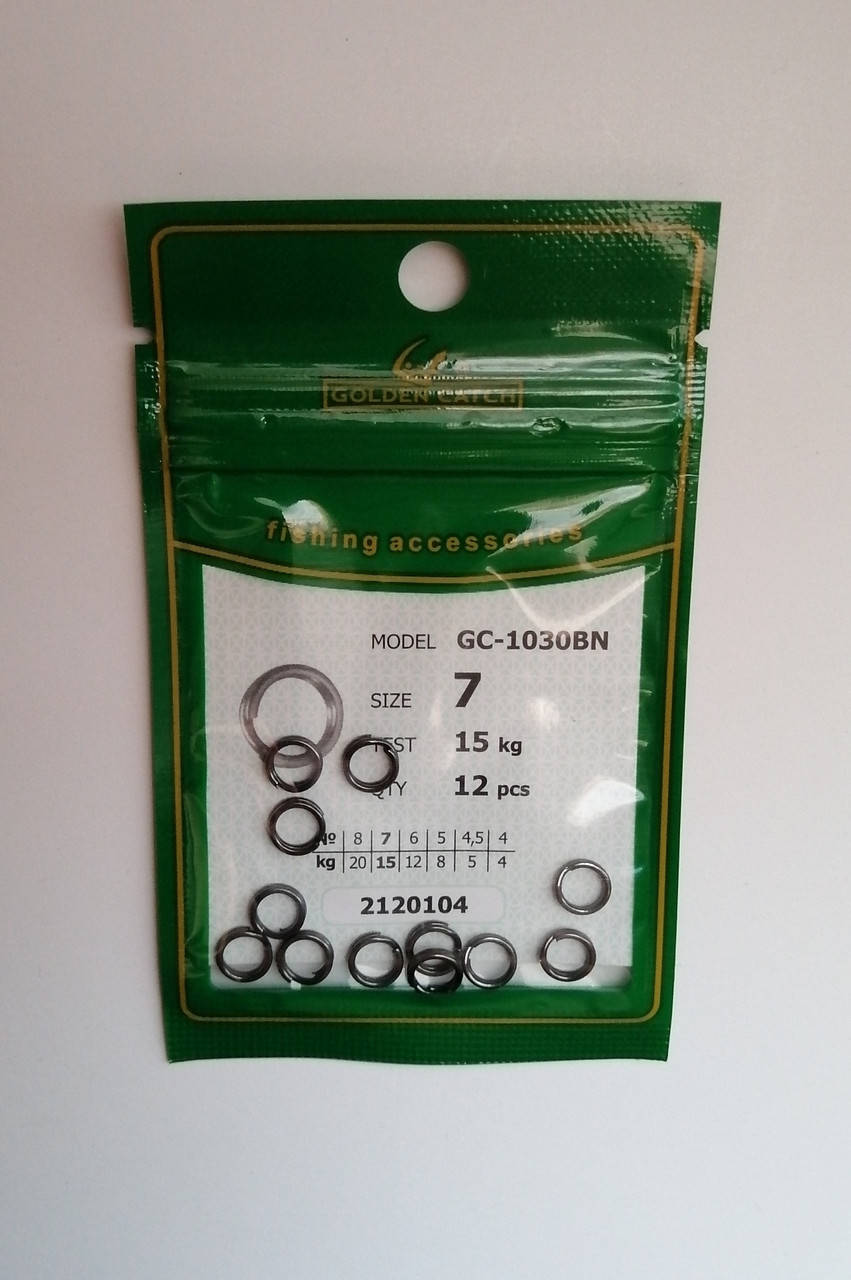 GOLDEN CATCH
fishing accessories
MODEL GC-1030BN
SIZE 7
TEST 15 kg
QTY 12 pcs
№ 8 7 6 5 4,5 4
kg 20 15 12 8 5 4
2120104